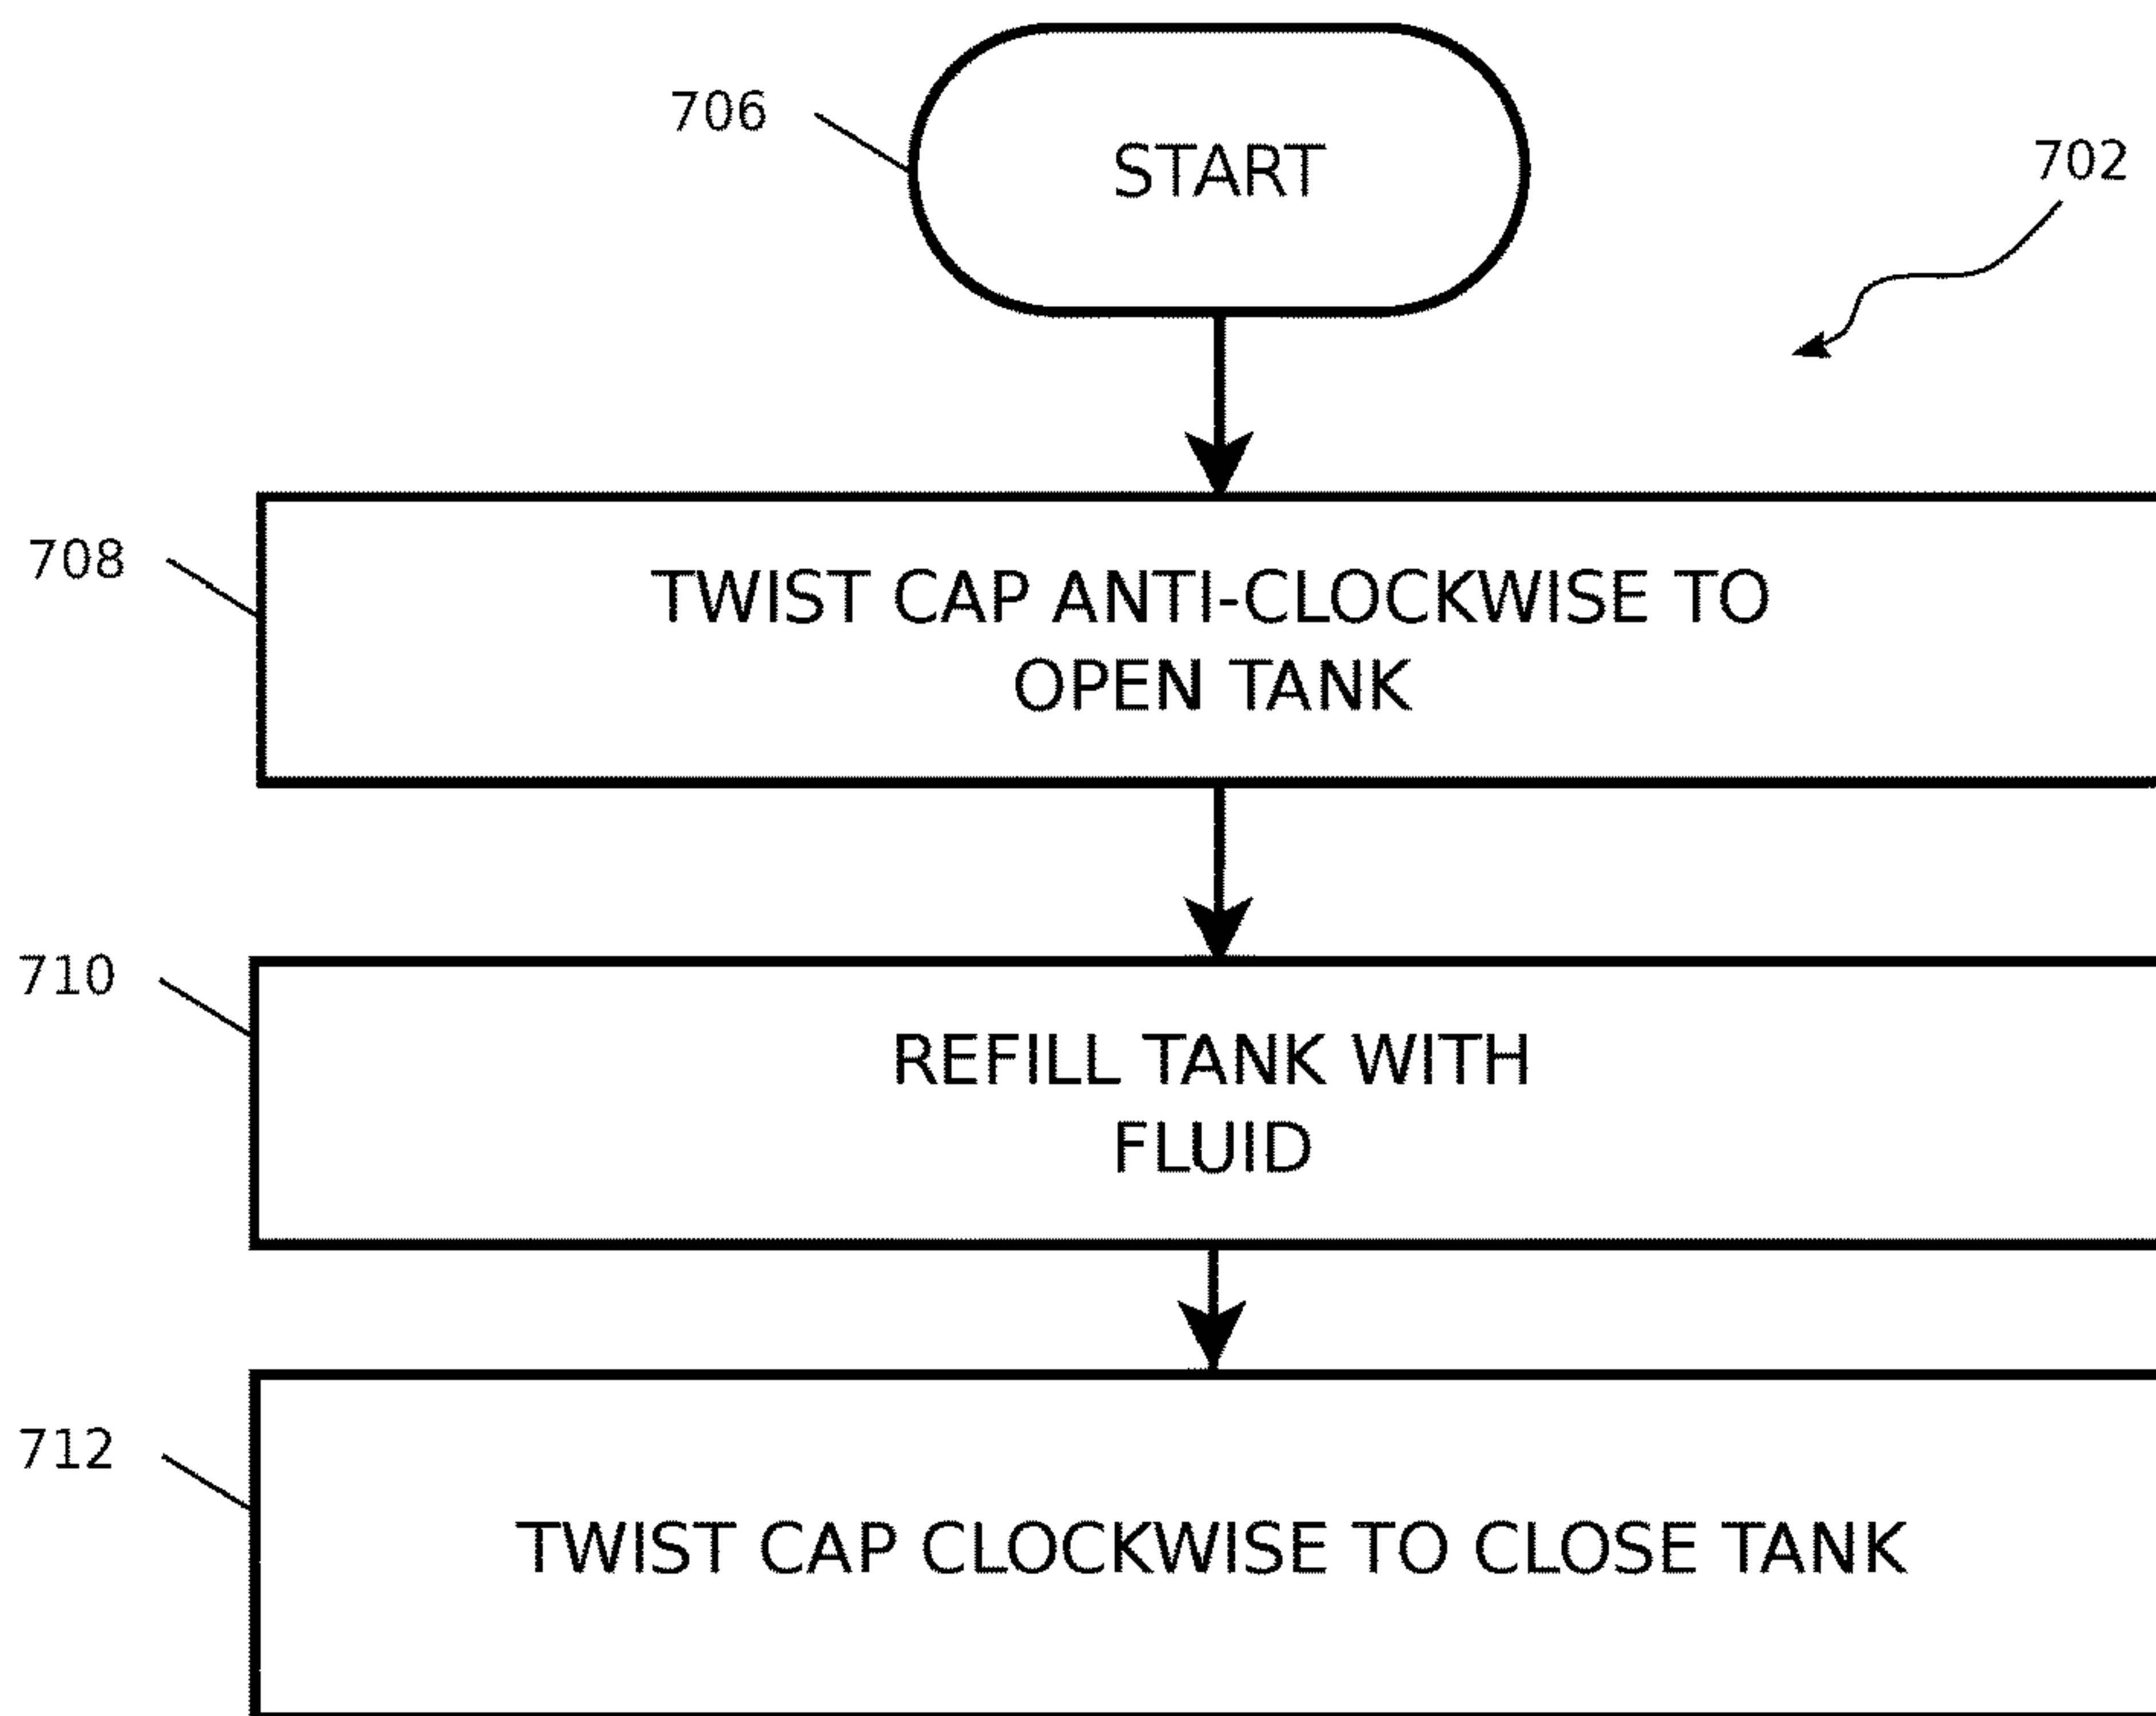 706
START
702
708
TWIST CAP ANTI-CLOCKWISE TO
OPEN TANK
710
REFILL TANK WITH
FLUID
712
TWIST CAP CLOCKWISE TO CLOSE TANK